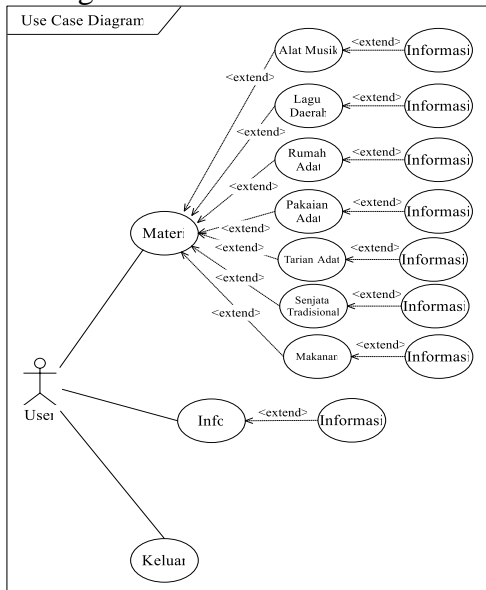 Use Case Diagram
Alat Musik
<extend>
Informasi
<extend>
Lagu
Daerah
<extend>
Informasi
<extend>
Rumah
Adat
<extend>
Informasi
<extend>
Pakaian
Adat
<extend>
Informasi
Materi
<extend>
<extend>
Tarian Adat
<extend>
Informasi
<extend>
Senjata
Tradisional
<extend>
Informasi
<extend>
Makanan
<extend>
Informasi
User
Info
<extend>
Informasi
Keluar